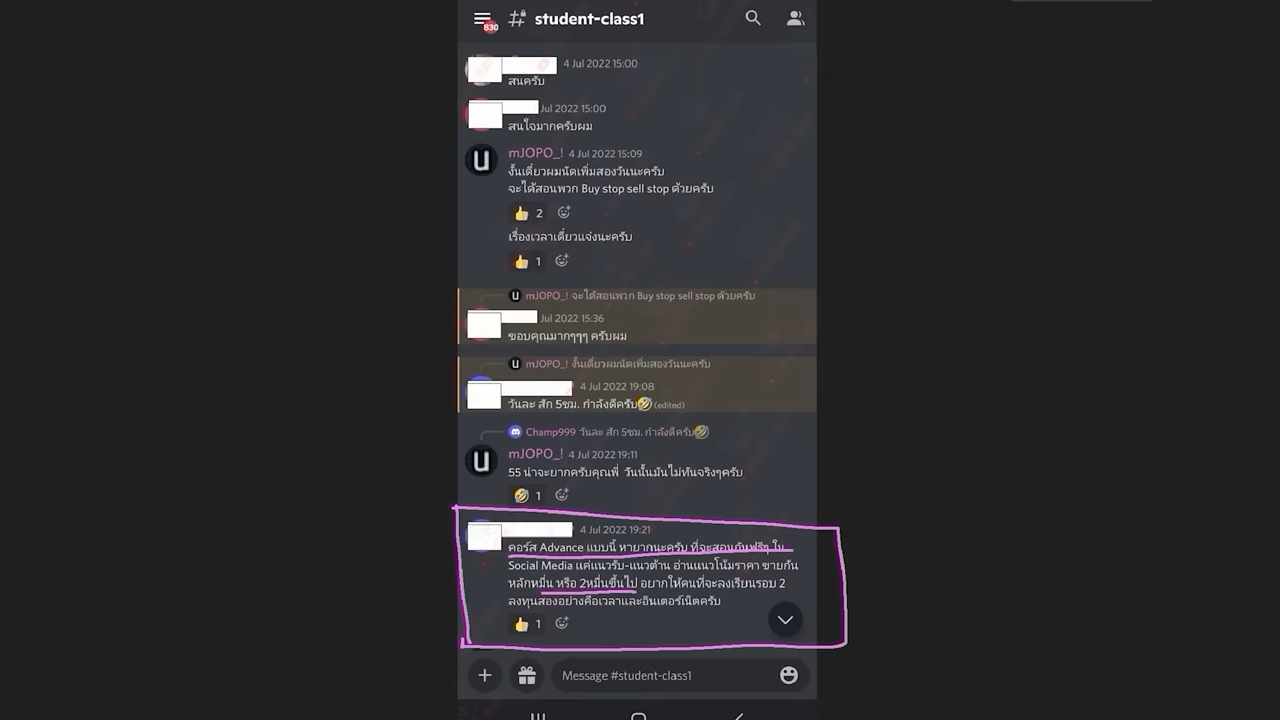 830
student-class1
4 Jul 2022 15:00
สนครับ
Jul 2022 15:00
สนใจมากครับผม
mJOPO_! 4 Jul 2022 15:09
งั้นเดี๋ยวผมนัดเพิ่มสองวันนะครับ
จะได้สอนพวก Buy stop sell stop ด้วยครับ
2
เรื่องเวลาเดี๋ยวแจ้งนะครับ
1
mJOPO_! จะได้สอนพวก Buy stop sell stop ด้วยครับ
Jul 2022 15:36
ขอบคุณมากๆๆๆ ครับผม
mJOPO_! งั้นเดี๋ยวผมนัดเพิ่มสองวันนะครับ
4 Jul 2022 19:08
วันละ สัก 5ชม. กำลังดีครับ🤣 (edited)
Champ999 วันละ สัก 5ชม. กำลังดีครับ🤣
mJOPO_! 4 Jul 2022 19:11
55 น่าจะยากครับคุณพี่ วันนั้นมันไม่ทันจริงๆครับ
1
4 Jul 2022 19:21
คอร์ส Advance แบบนี้ หายากนะครับ ที่จะสอนกันฟรีๆ ใน
Social Media แค่แนวรับ-แนวต้าน อ่านแนวโน้มราคา ขายกัน
หลักหมื่น หรือ 2หมื่นขึ้นไป อยากให้คนที่จะลงเรียนรอบ 2
ลงทุนสองอย่างคือเวลาและอินเตอร์เน็ตครับ
1
Message #student-class1